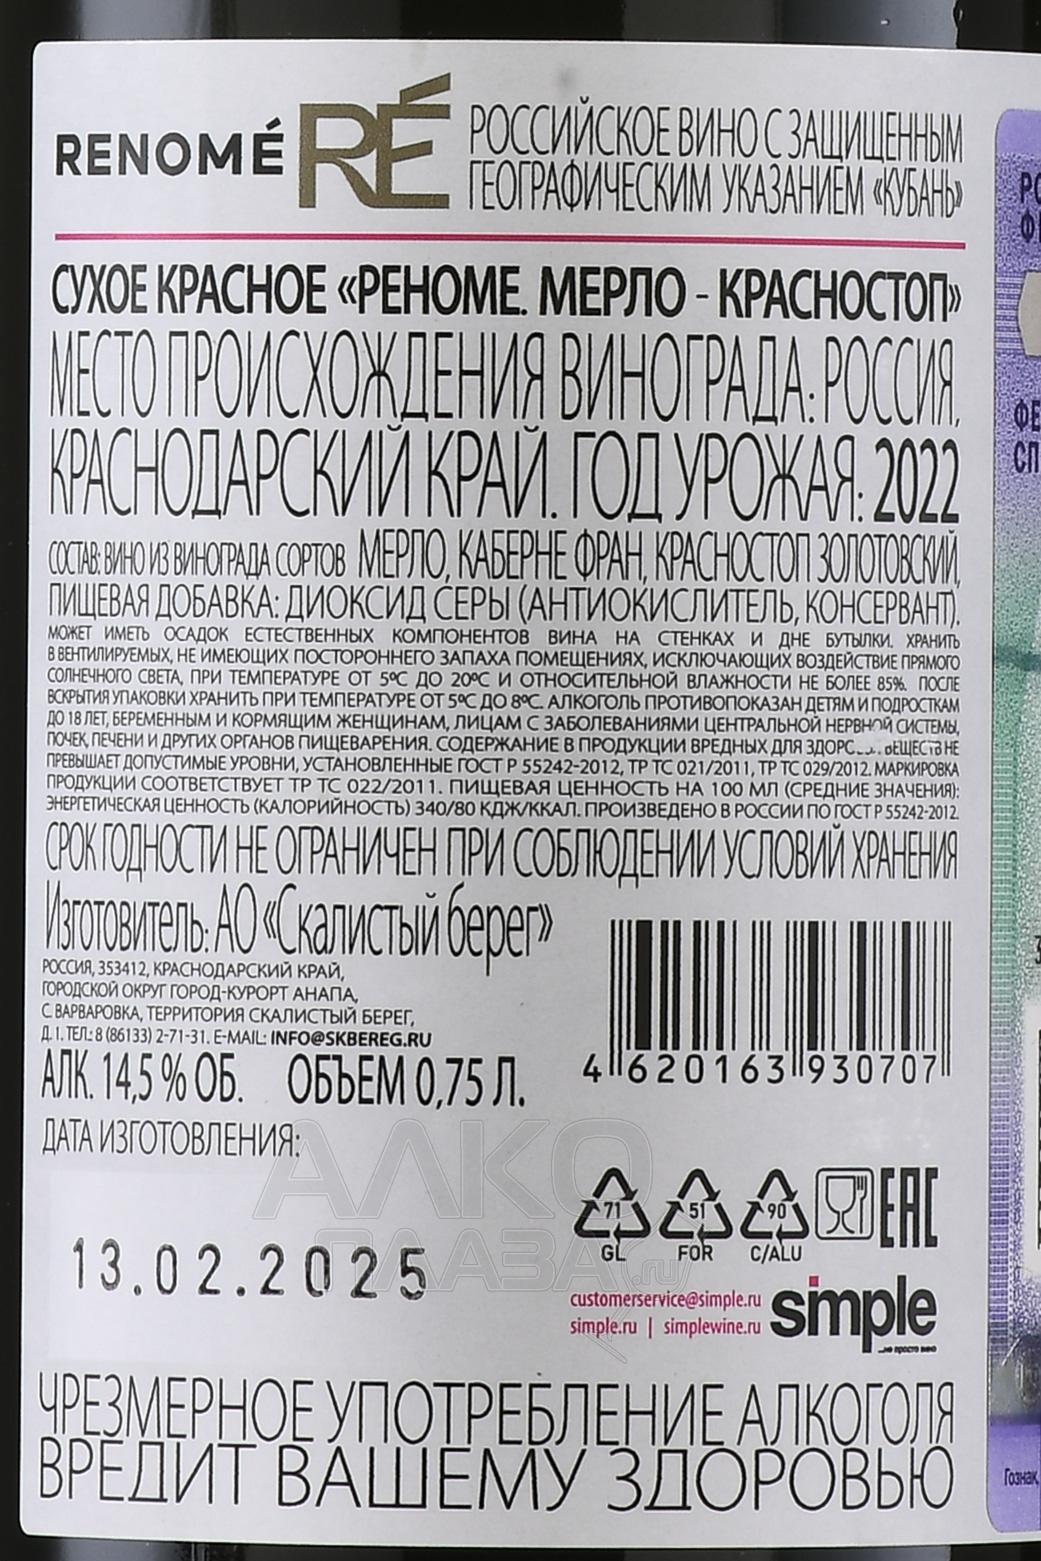 RENOMÉ RÉ РОССИЙСКОЕ ВИНО С ЗАЩИЩЕННЫМ
ГЕОГРАФИЧЕСКИМ УКАЗАНИЕМ «КУБАНЬ»
СУХОЕ КРАСНОЕ «РЕНОМЕ. МЕРЛО - КРАСНОСТОП»
МЕСТО ПРОИСХОЖДЕНИЯ ВИНОГРАДА: РОССИЯ,
КРАСНОДАРСКИЙ КРАЙ. ГОД УРОЖАЯ: 2022
СОСТАВ: ВИНО ИЗ ВИНОГРАДА СОРТОВ МЕРЛО, КАБЕРНЕ ФРАН, КРАСНОСТОП ЗОЛОТОВСКИЙ,
ПИЩЕВАЯ ДОБАВКА: ДИОКСИД СЕРЫ (АНТИОКИСЛИТЕЛЬ, КОНСЕРВАНТ).
МОЖЕТ ИМЕТЬ ОСАДОК ЕСТЕСТВЕННЫХ КОМПОНЕНТОВ ВИНА НА СТЕНКАХ И ДНЕ БУТЫЛКИ. ХРАНИТЬ
В ВЕНТИЛИРУЕМЫХ, НЕ ИМЕЮЩИХ ПОСТОРОННЕГО ЗАПАХА ПОМЕЩЕНИЯХ, ИСКЛЮЧАЮЩИХ ВОЗДЕЙСТВИЕ ПРЯМОГО
СОЛНЕЧНОГО СВЕТА, ПРИ ТЕМПЕРАТУРЕ ОТ 5ºС ДО 20ºС И ОТНОСИТЕЛЬНОЙ ВЛАЖНОСТИ НЕ БОЛЕЕ 85%. ПОСЛЕ
ВСКРЫТИЯ УПАКОВКИ ХРАНИТЬ ПРИ ТЕМПЕРАТУРЕ ОТ 5ºС ДО 8ºС. АЛКОГОЛЬ ПРОТИВОПОКАЗАН ДЕТЯМ И ПОДРОСТКАМ
ДО 18 ЛЕТ, БЕРЕМЕННЫМ И КОРМЯЩИМ ЖЕНЩИНАМ, ЛИЦАМ С ЗАБОЛЕВАНИЯМИ ЦЕНТРАЛЬНОЙ НЕРВНОЙ СИСТЕМЫ,
ПОЧЕК, ПЕЧЕНИ И ДРУГИХ ОРГАНОВ ПИЩЕВАРЕНИЯ. СОДЕРЖАНИЕ В ПРОДУКЦИИ ВРЕДНЫХ ДЛЯ ВЕЩЕСТВ НЕ
ПРЕВЫШАЕТ ДОПУСТИМЫЕ УРОВНИ, УСТАНОВЛЕННЫЕ ГОСТ Р 55242-2012, ТР ТС 021/2011, ТР ТС 029/2012. МАРКИРОВКА
ПРОДУКЦИИ СООТВЕТСТВУЕТ ТР ТС 022/2011. ПИЩЕВАЯ ЦЕННОСТЬ НА 100 МЛ (СРЕДНИЕ ЗНАЧЕНИЯ):
ЭНЕРГЕТИЧЕСКАЯ ЦЕННОСТЬ (КАЛОРИЙНОСТЬ) 340/80 КДЖ/ККАЛ. ПРОИЗВЕДЕНО В РОССИИ ПО ГОСТ Р 55242-2012.
СРОК ГОДНОСТИ НЕ ОГРАНИЧЕН ПРИ СОБЛЮДЕНИИ УСЛОВИЙ ХРАНЕНИЯ
Изготовитель: АО «Скалистый берег»
РОССИЯ, 353412, КРАСНОДАРСКИЙ КРАЙ,
ГОРОДСКОЙ ОКРУГ ГОРОД-КУРОРТ АНАПА,
С. ВАРВАРОВКА, ТЕРРИТОРИЯ СКАЛИСТЫЙ БЕРЕГ,
Д. 1. ТЕЛ.: 8 (86133) 2-71-31. E-MAIL: INFO@SKBEREG.RU
АЛК. 14,5 % ОБ. ОБЪЕМ 0,75 Л.
4 620163 930707
ДАТА ИЗГОТОВЛЕНИЯ:
13.02.2025
71 51 90 EAC
GL FOR C/ALU
customerservice@simple.ru
simple.ru | simplewine.ru
simple
...не просто вино
АЛКО
ПЛАЗА .ru
ЧРЕЗМЕРНОЕ УПОТРЕБЛЕНИЕ АЛКОГОЛЯ
ВРЕДИТ ВАШЕМУ ЗДОРОВЬЮ
Гознак,